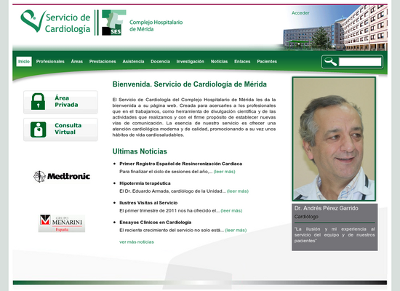 Servicio de
Cardiología
SES
Complejo Hospitalario
de Mérida
Acceder
Inicio Profesionales Áreas Prestaciones Asistencia Docencia Investigación Noticias Enlaces Pacientes
Área
Privada
Consulta
Virtual
Medtronic
GRUPO
MENARINI
España
Bienvenida. Servicio de Cardiología de Mérida
El Servicio de Cardiología del Complejo Hospitalario de Mérida les da la
bienvenida a su página web. Creada para acercarles a los profesionales
que en él trabajamos, como herramienta de divulgación científica y de las
actividades que realizamos y con el firme propósito de establecer nuevas
vías de comunicación. La esencia de nuestro servicio es ofrecer una
atención cardiológica moderna y de calidad, promocionando a su vez unos
hábitos de vida cardiosaludables.
Ultimas Noticias
Primer Registro Español de Resincronización Cardiaca
Para finalizar el ciclo de sesiones del año,... (leer más)
Hipotermia terapéutica
El Dr. Eduardo Armada, cardiólogo de la Unidad... (leer más)
Ilustres Visitas al Servicio
El primer trimestre de 2011 nos ha ofrecido el... (leer más)
Ensayos Clínicos en Cardiología
El reciente crecimiento del servicio no solo esté... (leer más)
ver más noticias
Dr. Andrés Pérez Garrido
Cardiólogo
"La ilusión y mi experiencia al
servicio del equipo y de nuestros
pacientes"